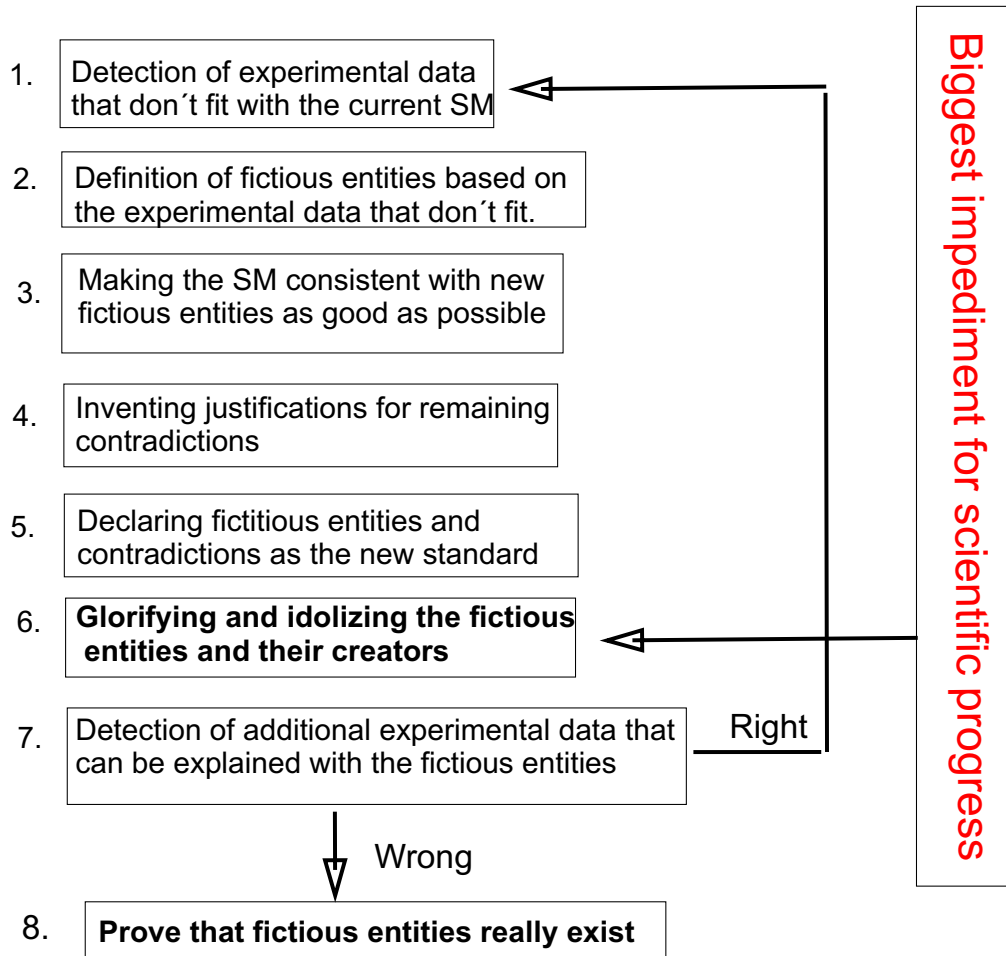 1. Detection of experimental data
that don´t fit with the current SM
2. Definition of fictious entities based on
the experimental data that don´t fit.
3. Making the SM consistent with new
fictious entities as good as possible
4. Inventing justifications for remaining
contradictions
5. Declaring fictitious entities and
contradictions as the new standard
6. Glorifying and idolizing the fictious
entities and their creators
7. Detection of additional experimental data that
can be explained with the fictious entities
Right
Wrong
8. Prove that fictious entities really exist
Biggest impediment for scientific progress